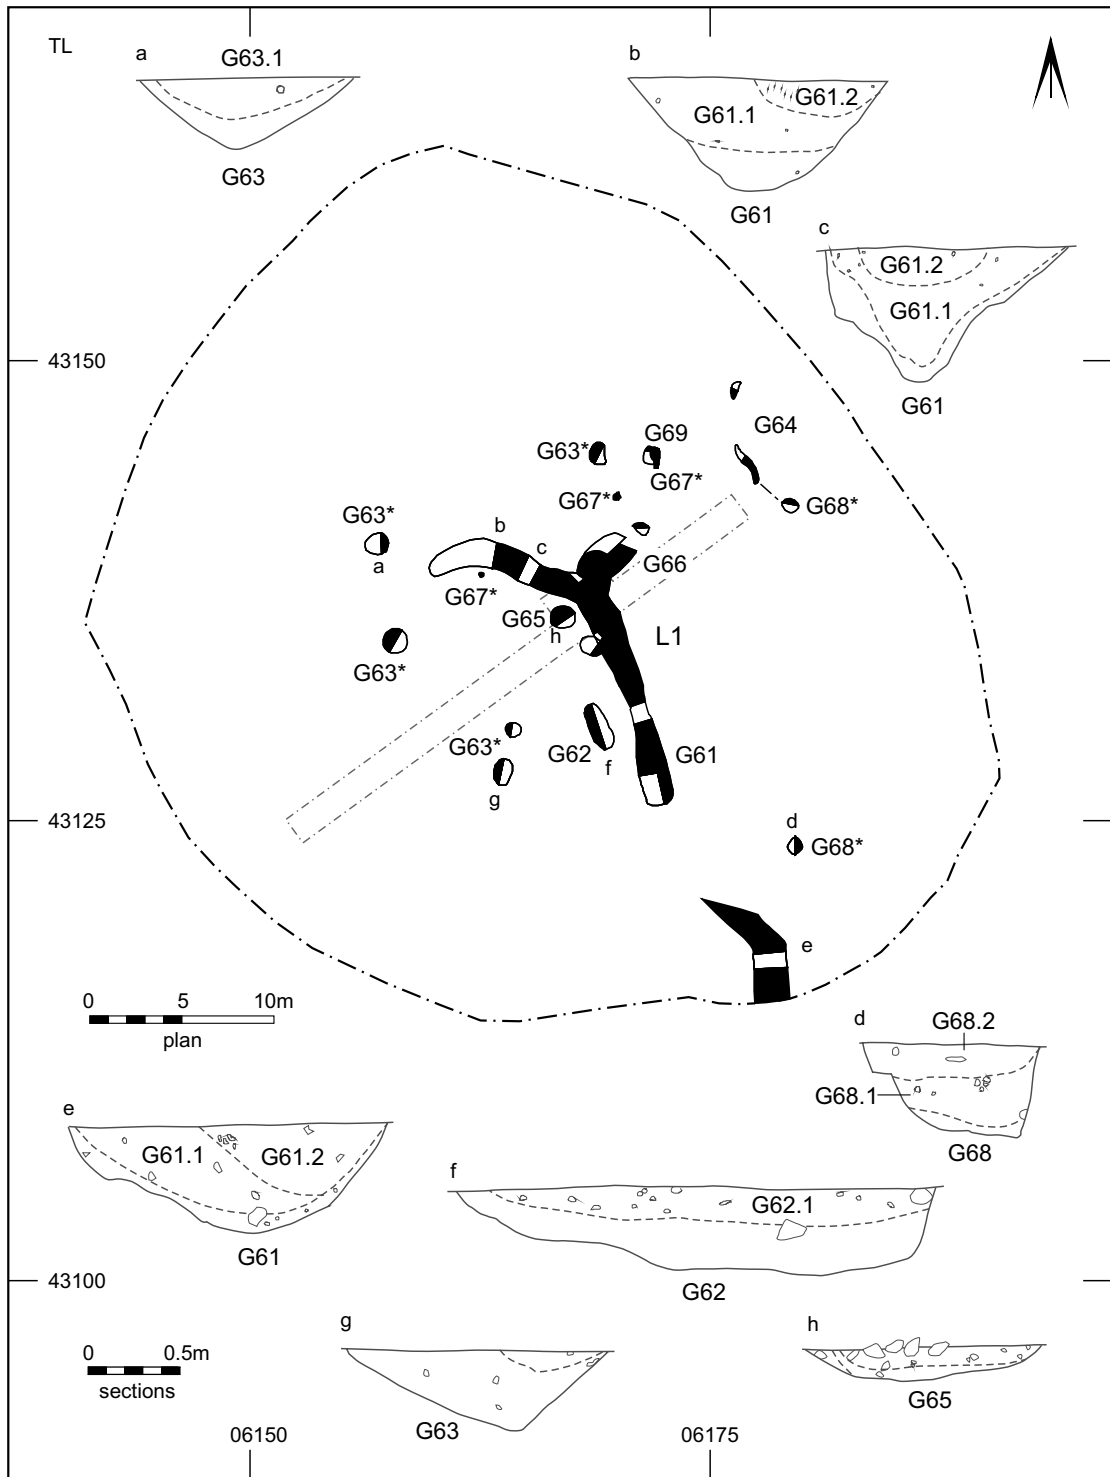 TL
a
G63.1
G63
b
G61.1
G61.2
G61
c
G61.2
G61.1
G61
43150
G64
G63*
G69
G67*
G67*
G68*
G63*
a
b
c
G66
G67*
G65
h
L1
G63*
G63*
G62
f
G61
g
43125
d
G68*
e
0 5 10m
plan
d
G68.2
G68.1
G68
e
G61.1
G61.2
G61
f
G62.1
G62
43100
g
G63
h
G65
0 0.5m
sections
06150
06175